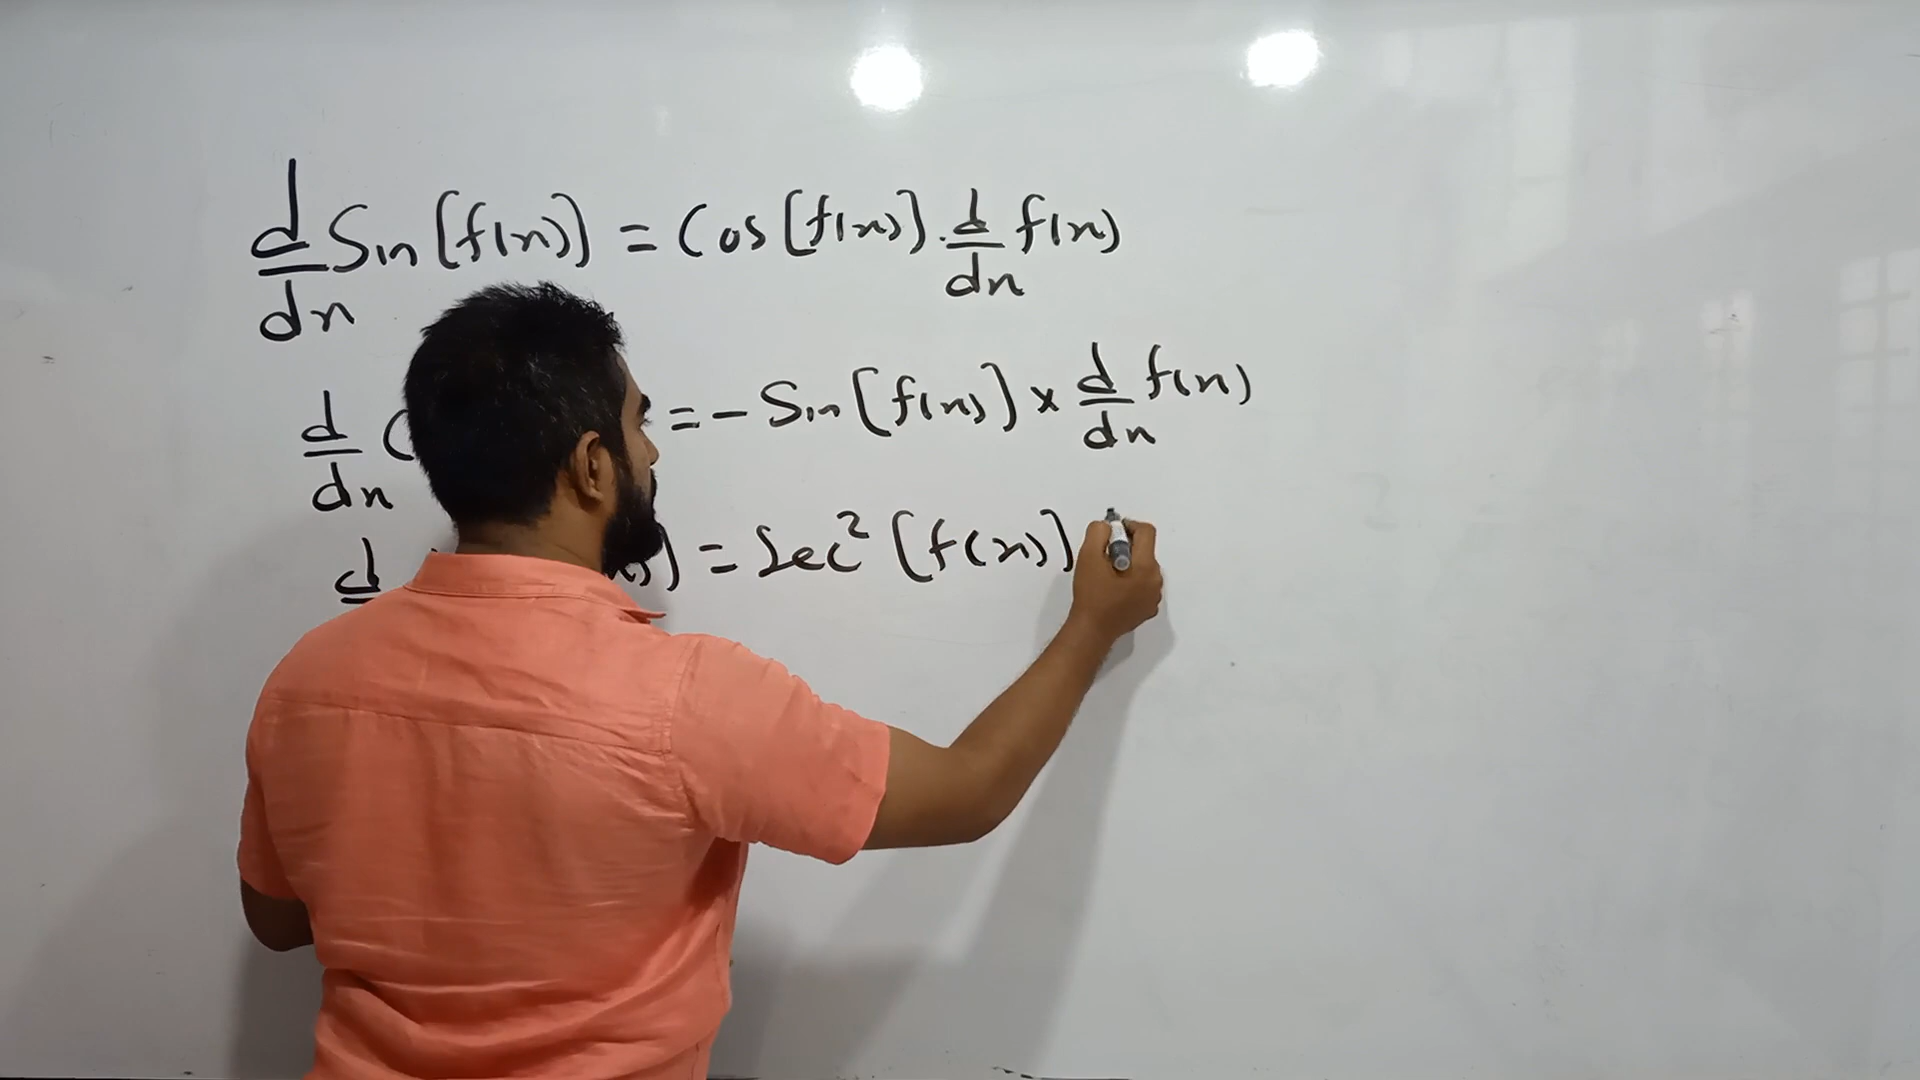 d/dx Sin [f(x)] = Cos [f(x)] . d/dx f(x)
d/dx = - Sin [f(x)] × d/dx f(x)
d = Sec² [f(x)]